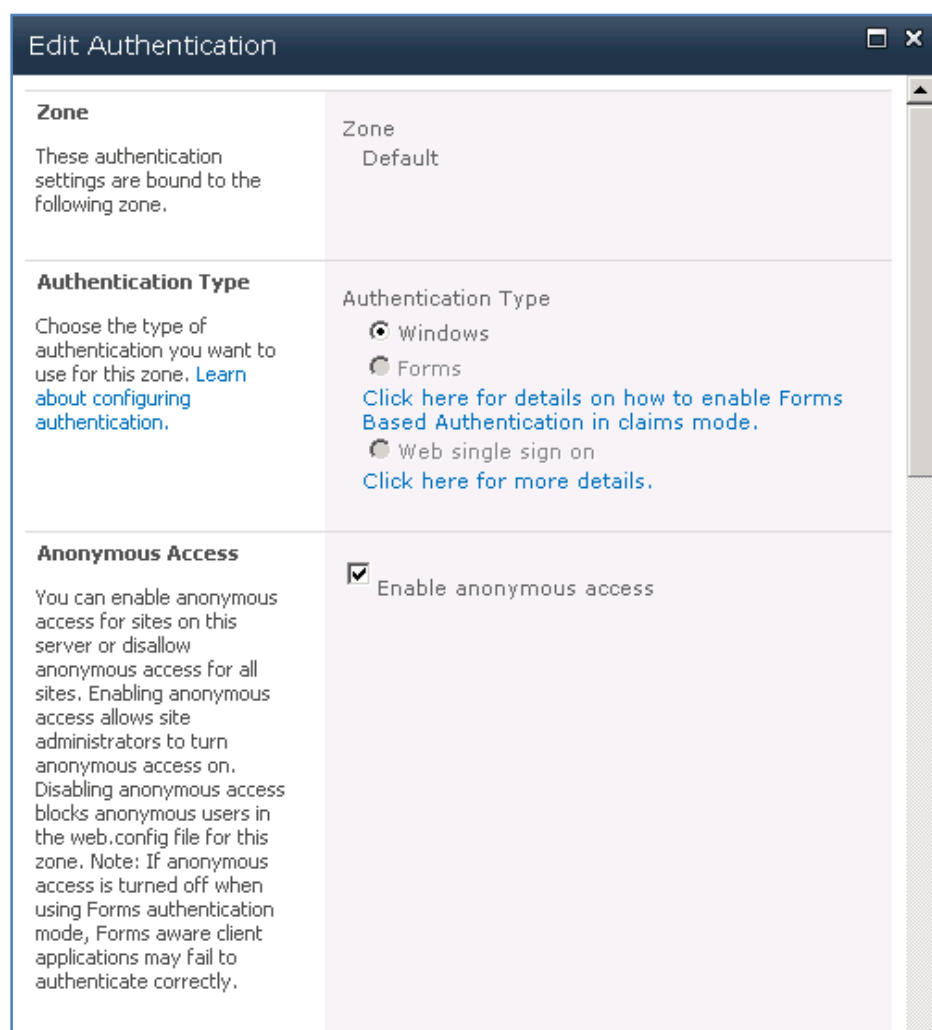 Edit Authentication
Zone
These authentication
settings are bound to the
following zone.
Zone
Default
Authentication Type
Choose the type of
authentication you want to
use for this zone. Learn
about configuring
authentication.
Authentication Type
Windows
Forms
Click here for details on how to enable Forms
Based Authentication in claims mode.
Web single sign on
Click here for more details.
Anonymous Access
You can enable anonymous
access for sites on this
server or disallow
anonymous access for all
sites. Enabling anonymous
access allows site
administrators to turn
anonymous access on.
Disabling anonymous access
blocks anonymous users in
the web.config file for this
zone. Note: If anonymous
access is turned off when
using Forms authentication
mode, Forms aware client
applications may fail to
authenticate correctly.
Enable anonymous access